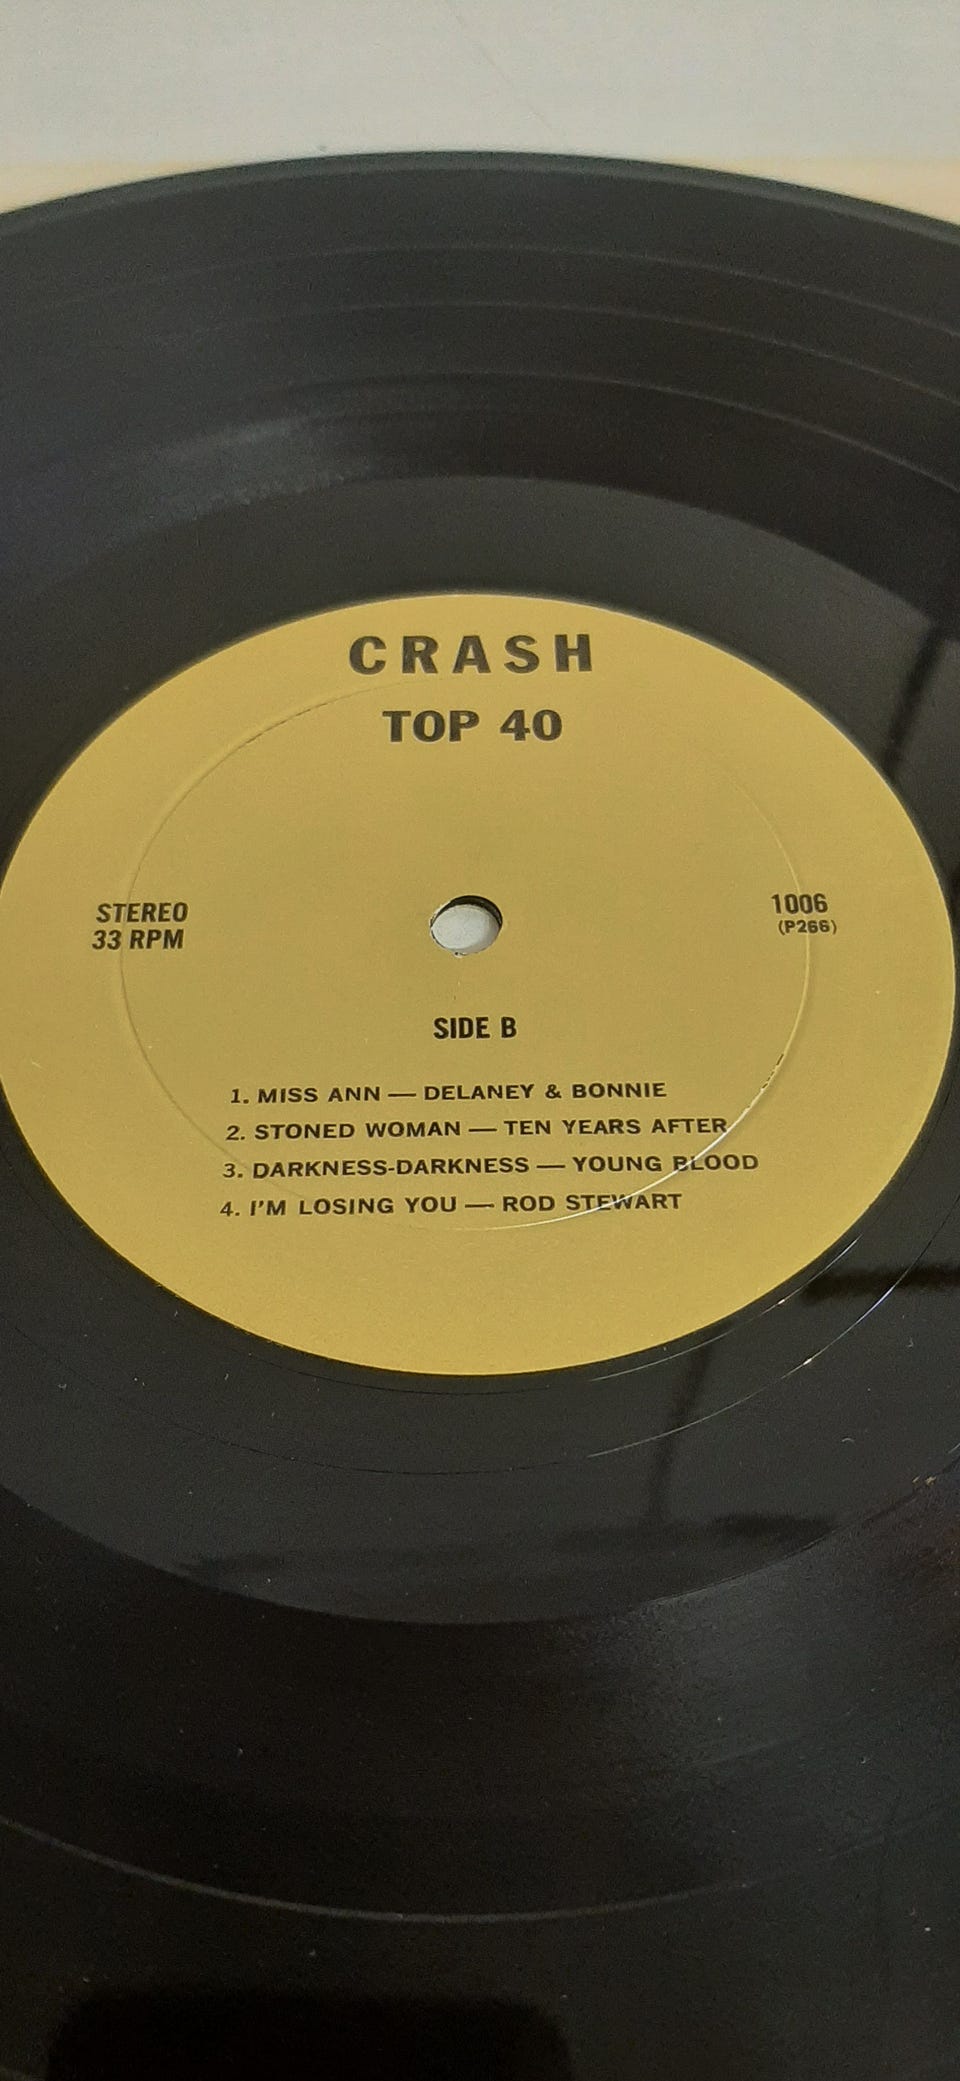 CRASH
TOP 40
STEREO
33 RPM
1006
(P266)
SIDE B
1. MISS ANN — DELANEY & BONNIE
2. STONED WOMAN — TEN YEARS AFTER
3. DARKNESS-DARKNESS — YOUNG BLOOD
4. I'M LOSING YOU — ROD STEWART